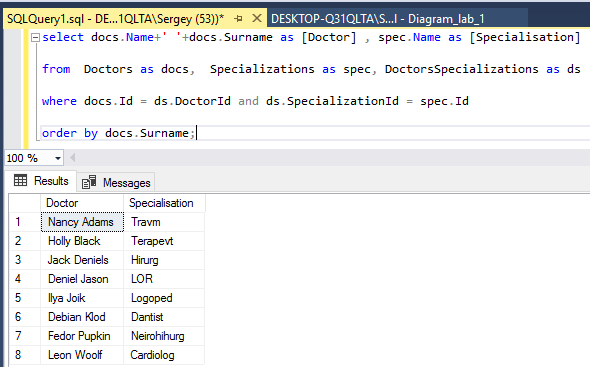 SQLQuery1.sql - DE...1QLTA\Sergey (53))* DESKTOP-Q31QLTA\S...I - Diagram_lab_1
select docs.Name+' '+docs.Surname as [Doctor] , spec.Name as [Specialisation]
from Doctors as docs, Specializations as spec, DoctorsSpecializations as ds
where docs.Id = ds.DoctorId and ds.SpecializationId = spec.Id
order by docs.Surname;
100 %
Results Messages
Doctor Specialisation
1 Nancy Adams Travm
2 Holly Black Terapevt
3 Jack Deniels Hirurg
4 Deniel Jason LOR
5 Ilya Joik Logoped
6 Debian Klod Dantist
7 Fedor Pupkin Neirohihurg
8 Leon Woolf Cardiolog